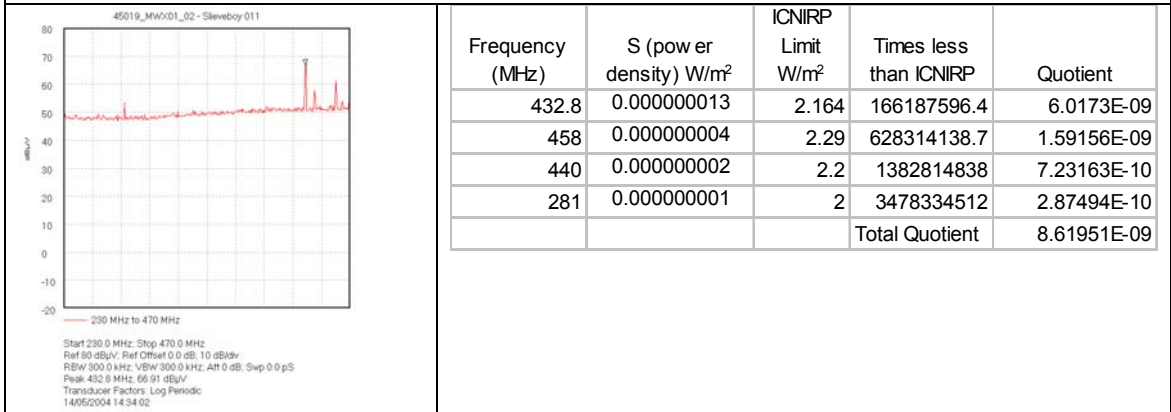 45019_MWX01_02 - Slieveboy 011
80
70
60
50
40
30
20
10
0
-10
-20
dBµV
230 MHz to 470 MHz
Start 230.0 MHz; Stop 470.0 MHz
Ref 80 dBµV; Ref Offset 0.0 dB; 10 dB/div
RBW 300.0 kHz; VBW 300.0 kHz; Att 0 dB; Swp 0.0 pS
Peak 432.8 MHz, 66.91 dBµV
Transducer Factors: Log Periodic
14/05/2004 14:34:02
Frequency (MHz) S (power density) W/m² ICNIRP Limit W/m² Times less than ICNIRP Quotient
432.8 0.000000013 2.164 166187596.4 6.0173E-09
458 0.000000004 2.29 628314138.7 1.59156E-09
440 0.000000002 2.2 1382814838 7.23163E-10
281 0.000000001 2 3478334512 2.87494E-10
Total Quotient 8.61951E-09